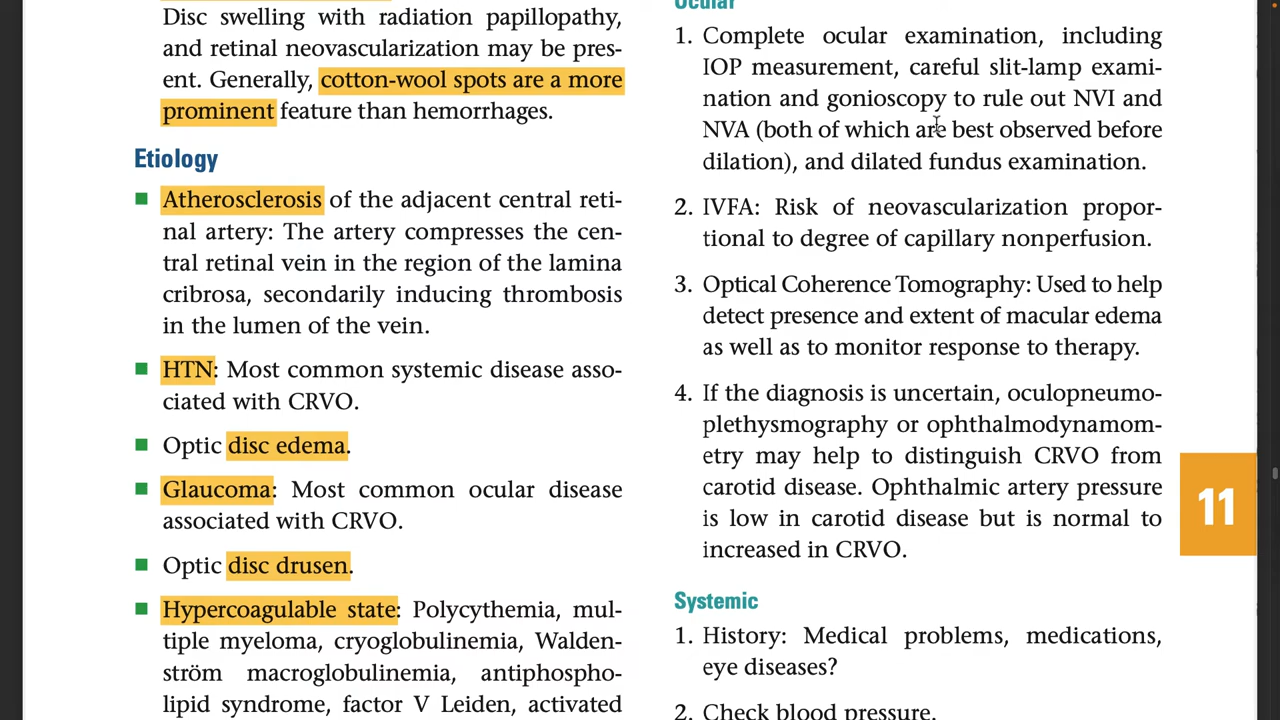 Disc swelling with radiation papillopathy,
and retinal neovascularization may be pres-
ent. Generally, cotton-wool spots are a more
prominent feature than hemorrhages.
Etiology
Atherosclerosis of the adjacent central reti-
nal artery: The artery compresses the cen-
tral retinal vein in the region of the lamina
cribrosa, secondarily inducing thrombosis
in the lumen of the vein.
HTN: Most common systemic disease asso-
ciated with CRVO.
Optic disc edema.
Glaucoma: Most common ocular disease
associated with CRVO.
Optic disc drusen.
Hypercoagulable state: Polycythemia, mul-
tiple myeloma, cryoglobulinemia, Walden-
ström macroglobulinemia, antiphospho-
lipid syndrome, factor V Leiden, activated
Ocular
1. Complete ocular examination, including
IOP measurement, careful slit-lamp exami-
nation and gonioscopy to rule out NVI and
NVA (both of which are best observed before
dilation), and dilated fundus examination.
2. IVFA: Risk of neovascularization propor-
tional to degree of capillary nonperfusion.
3. Optical Coherence Tomography: Used to help
detect presence and extent of macular edema
as well as to monitor response to therapy.
4. If the diagnosis is uncertain, oculopneumo-
plethysmography or ophthalmodynamom-
etry may help to distinguish CRVO from
carotid disease. Ophthalmic artery pressure
is low in carotid disease but is normal to
increased in CRVO.
Systemic
1. History: Medical problems, medications,
eye diseases?
2. Check blood pressure.
11